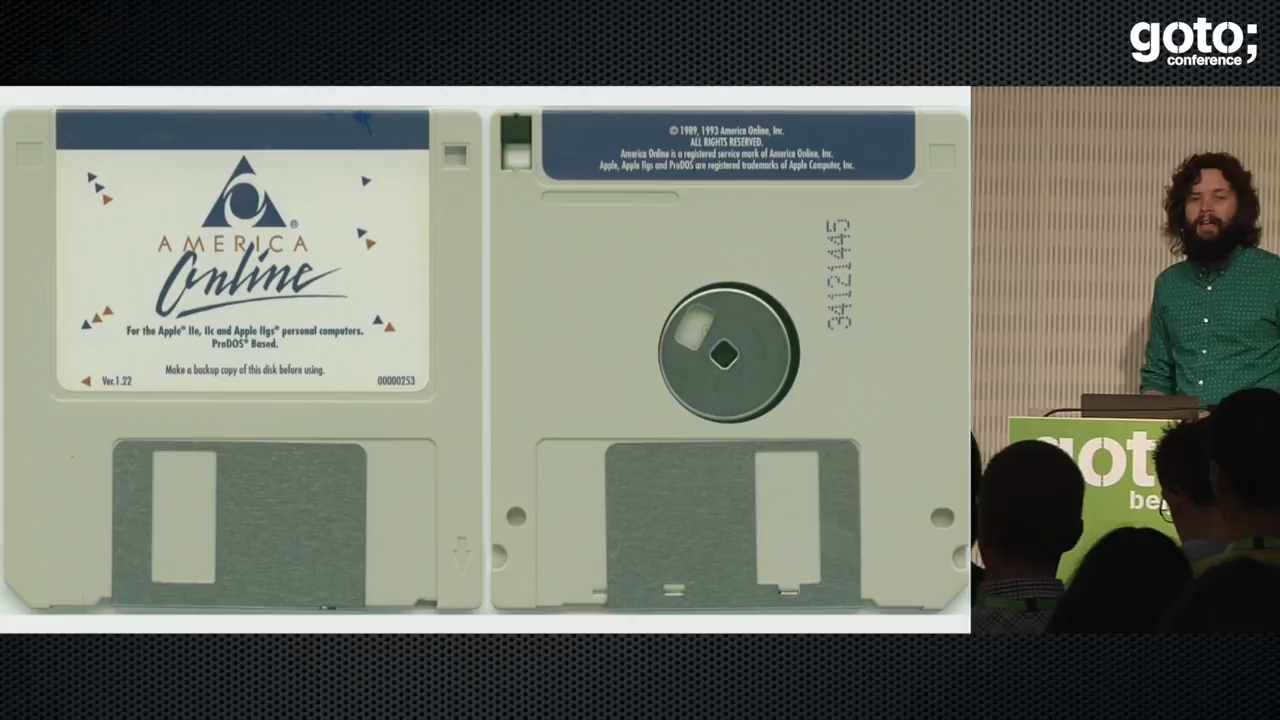 goto;
conference
AMERICA
Online
®
For the Apple® IIe, IIc and Apple IIgs® personal computers.
ProDOS® Based.
Make a backup copy of this disk before using.
Ver.1.22
00000253
© 1989, 1993 America Online, Inc.
ALL RIGHTS RESERVED.
America Online is a registered service mark of America Online, Inc.
Apple, Apple IIgs and ProDOS are registered trademarks of Apple Computer, Inc.
34121445
got
be